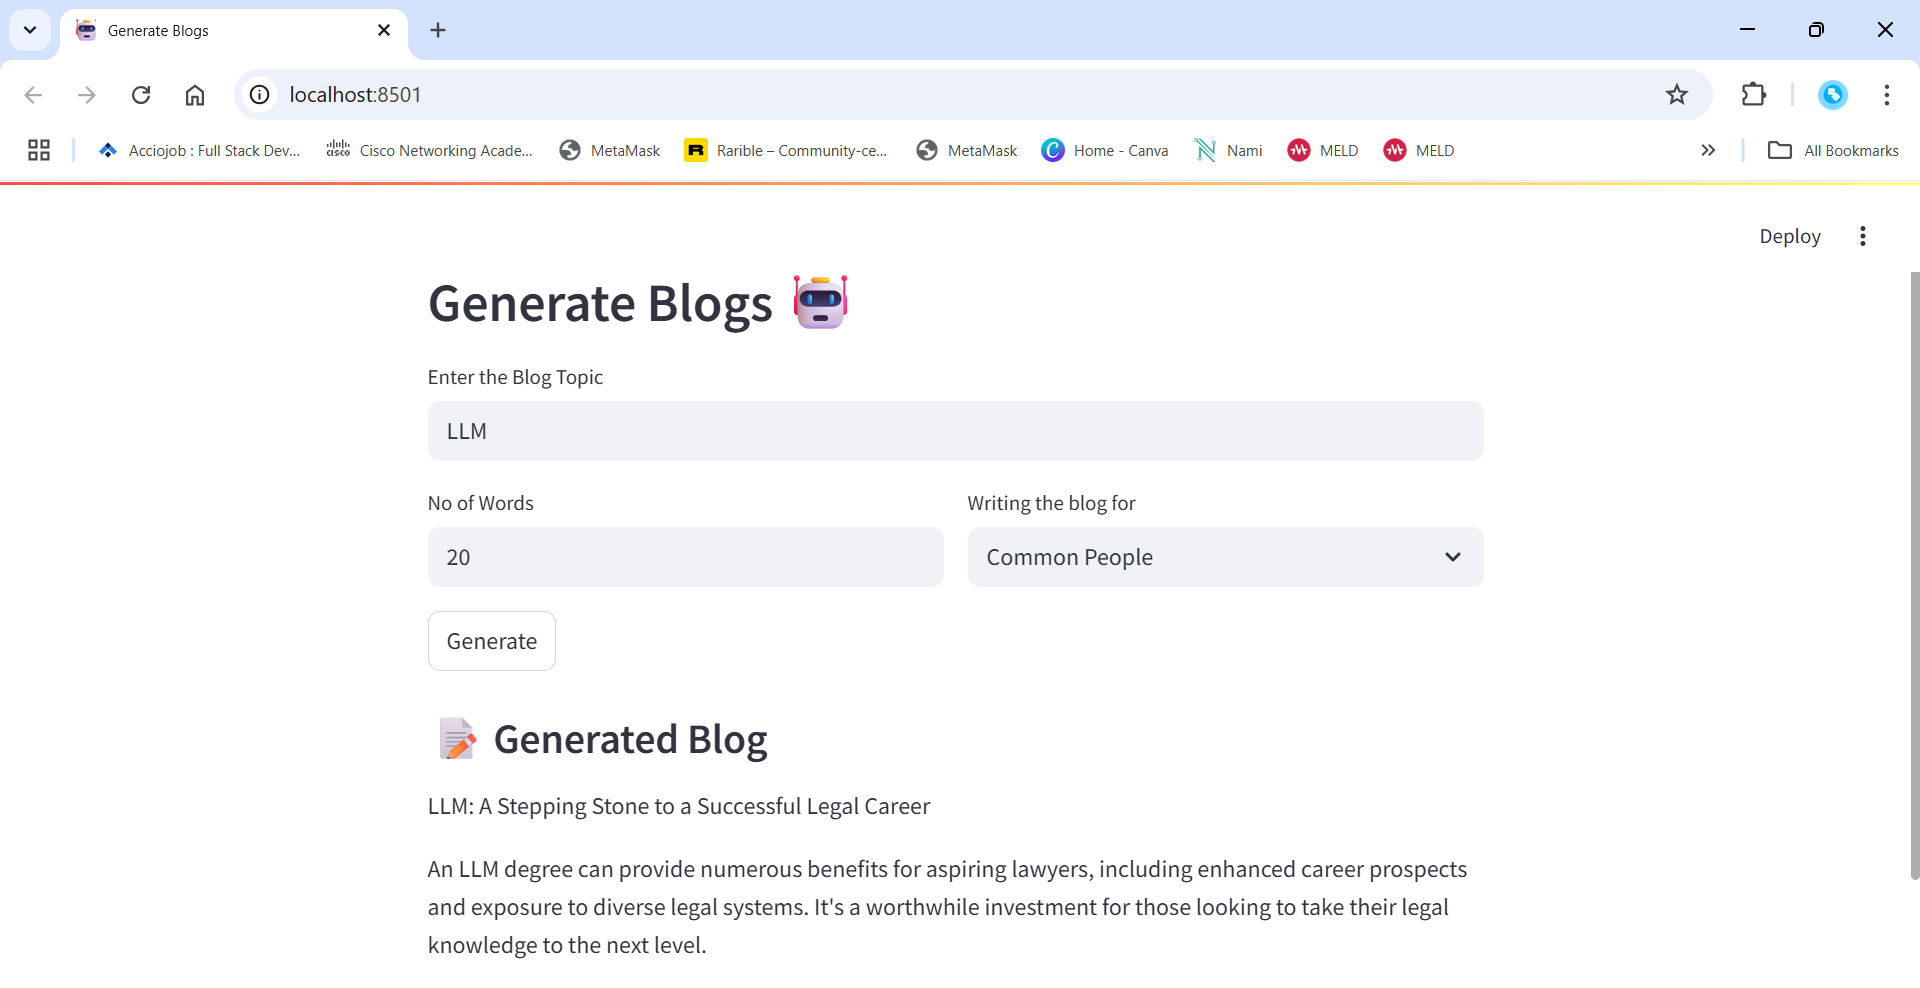 Generate Blogs
localhost:8501
Acciojob : Full Stack Dev...
cisco
Cisco Networking Acade...
MetaMask
R
Rarible – Community-ce...
MetaMask
C
Home - Canva
Nami
MELD
MELD
All Bookmarks
Deploy
Generate Blogs
Enter the Blog Topic
LLM
No of Words
Writing the blog for
20
Common People
Generate
Generated Blog
LLM: A Stepping Stone to a Successful Legal Career
An LLM degree can provide numerous benefits for aspiring lawyers, including enhanced career prospects
and exposure to diverse legal systems. It's a worthwhile investment for those looking to take their legal
knowledge to the next level.